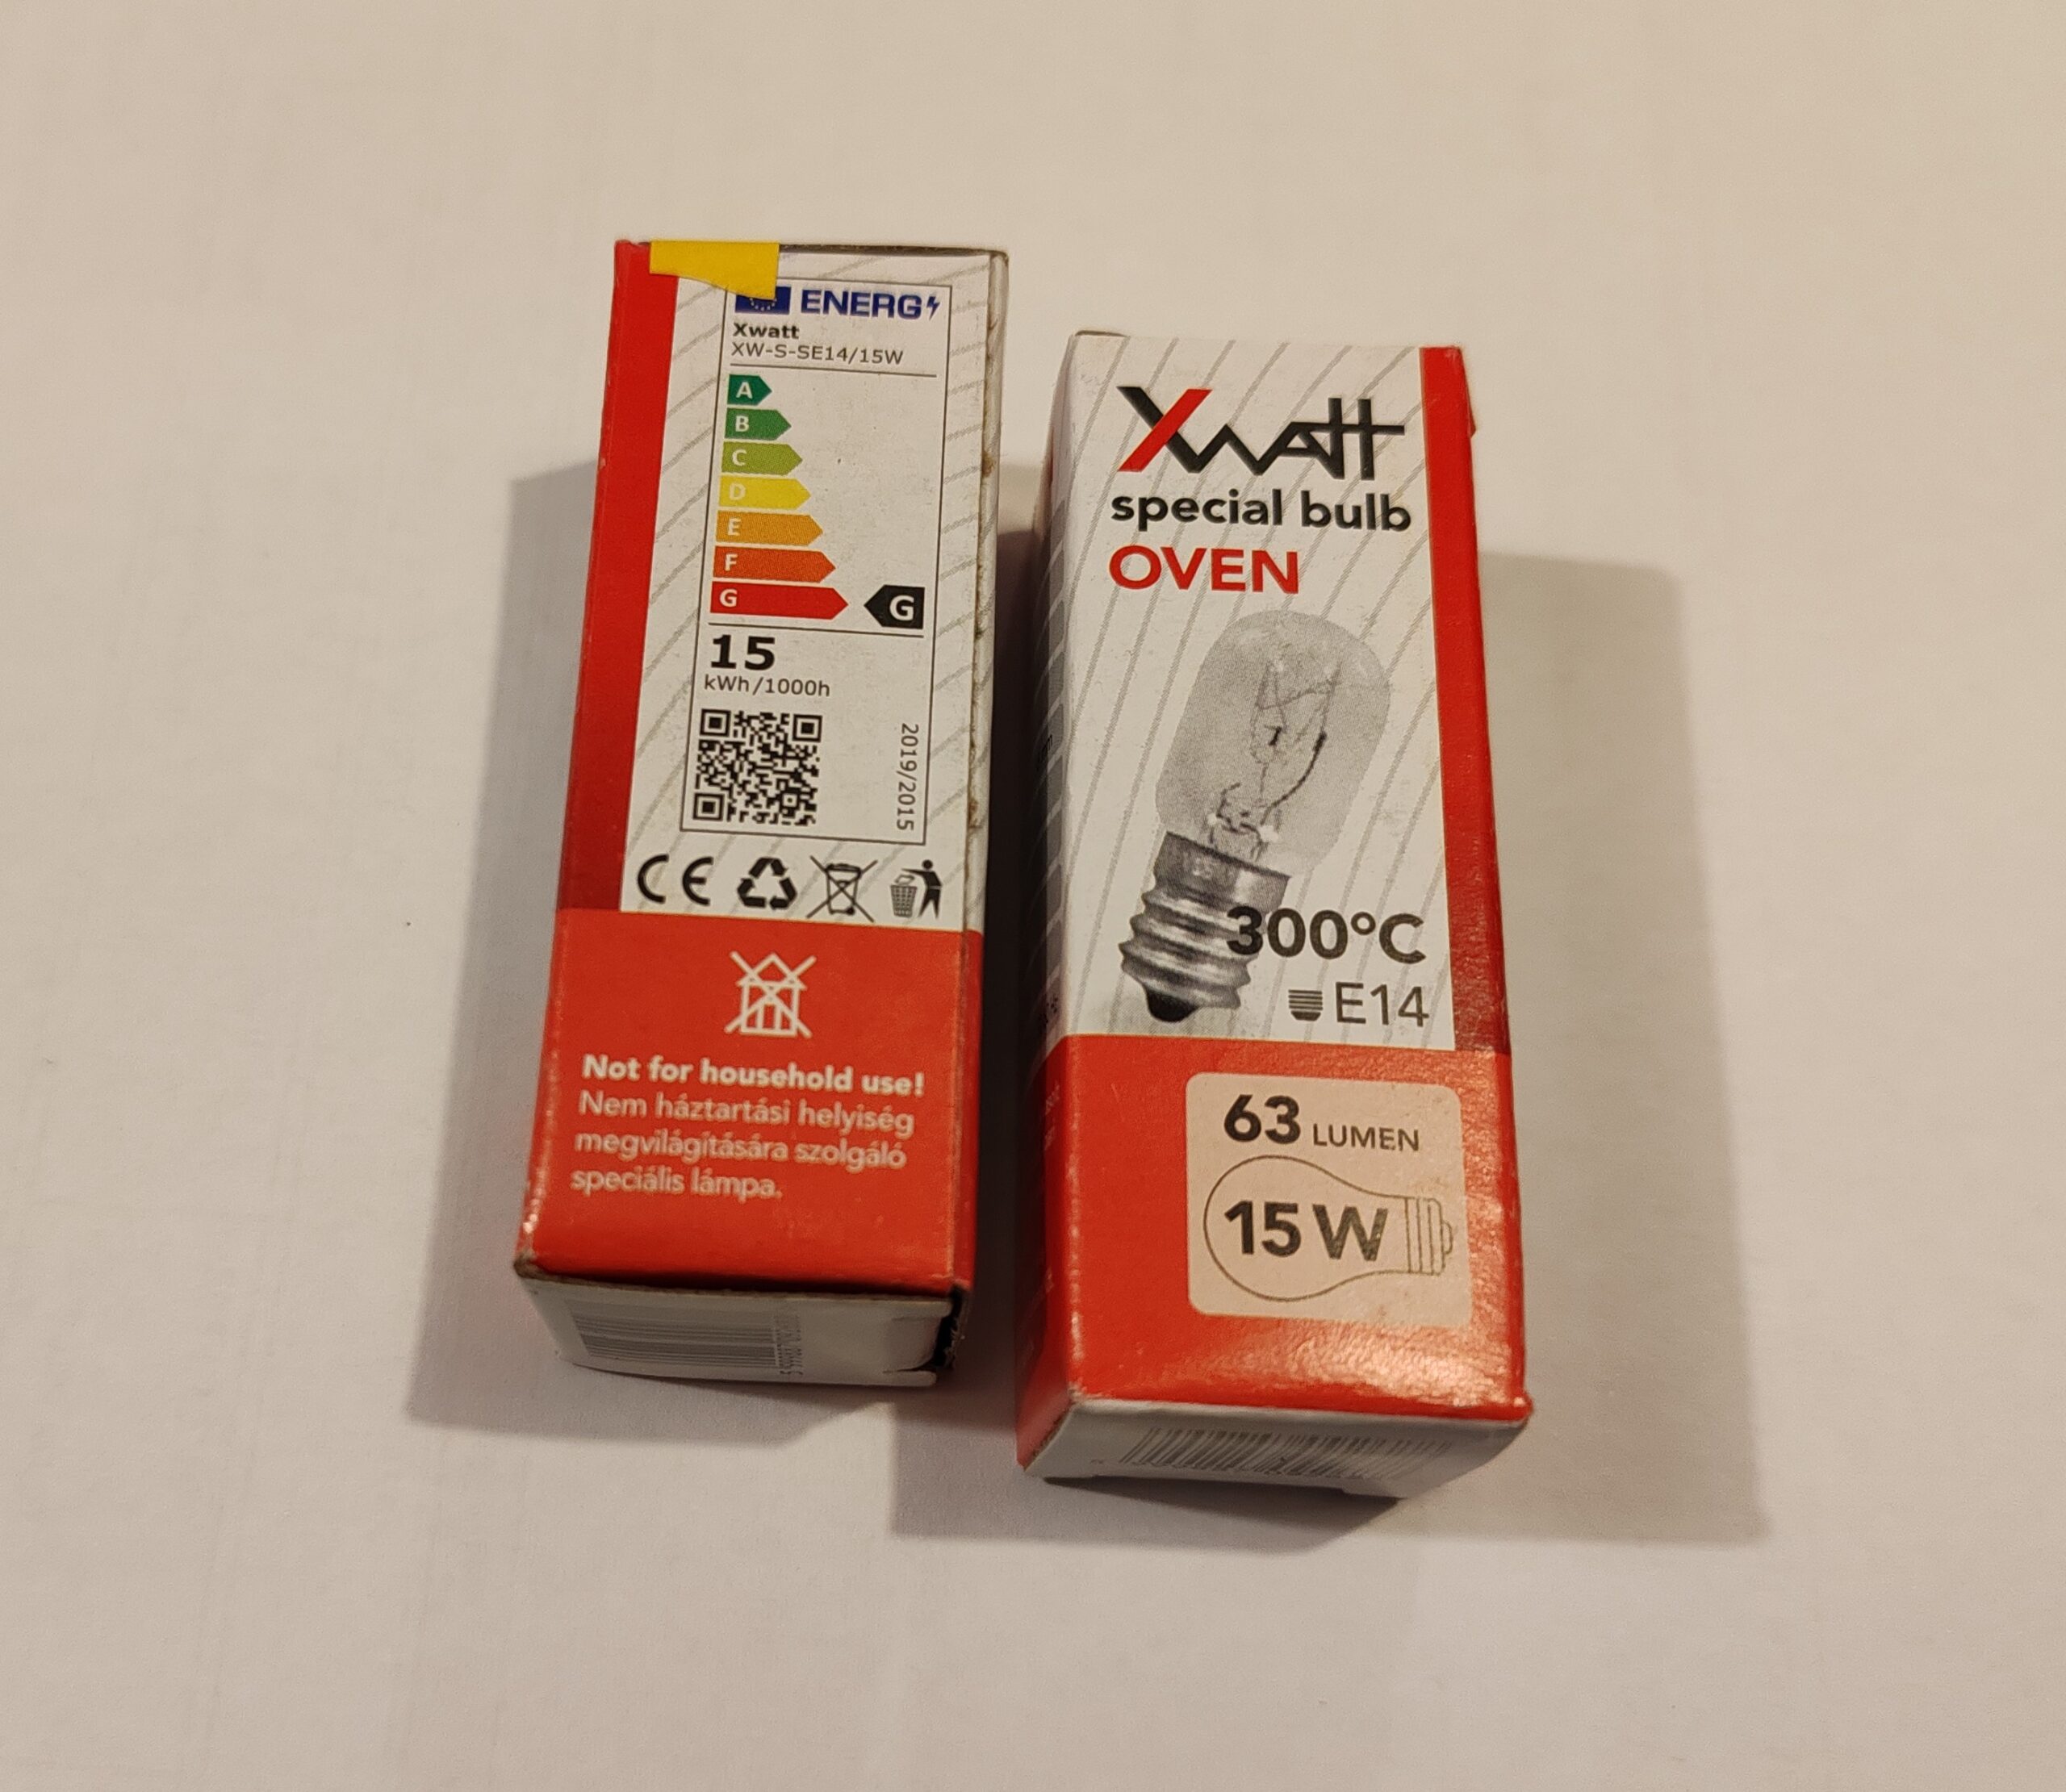 ENERG
Xwatt
XW-S-SE14/15W
A
B
C
D
E
F
G
G
15
kWh/1000h
2019/2015
CE
Not for household use!
Nem háztartási helyiség
megvilágítására szolgáló
speciális lámpa.
Xwatt
special bulb
OVEN
300°C
E14
63 LUMEN
15 W